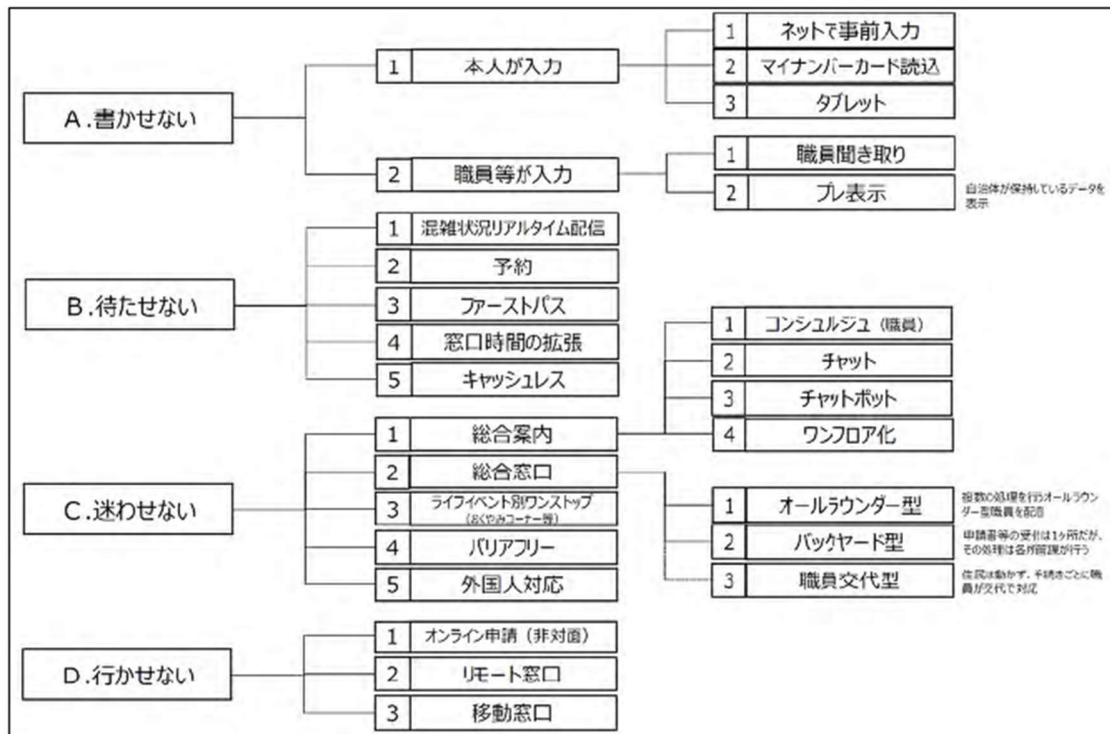 A.書かせない
1 本人が入力
1 ネットで事前入力
2 マイナンバーカード読込
3 タブレット
2 職員等が入力
1 職員聞き取り
2 プレ表示
自治体が保持しているデータを
表示
B.待たせない
1 混雑状況リアルタイム配信
2 予約
3 ファーストパス
4 窓口時間の拡張
5 キャッシュレス
C.迷わせない
1 総合案内
1 コンシュルジュ（職員）
2 チャット
3 チャットボット
4 ワンフロア化
2 総合窓口
1 オールラウンダー型
複数の処理を行うオールラウン
ダー型職員を配置
2 バックヤード型
申請書等の受付は1ヶ所だが、
その処理は各所管課が行う
3 職員交代型
住民は動かず、手続きごとに職
員が交代で対応
3 ライフイベント別ワンストップ
（おくやみコーナー等）
4 バリアフリー
5 外国人対応
D.行かせない
1 オンライン申請（非対面）
2 リモート窓口
3 移動窓口